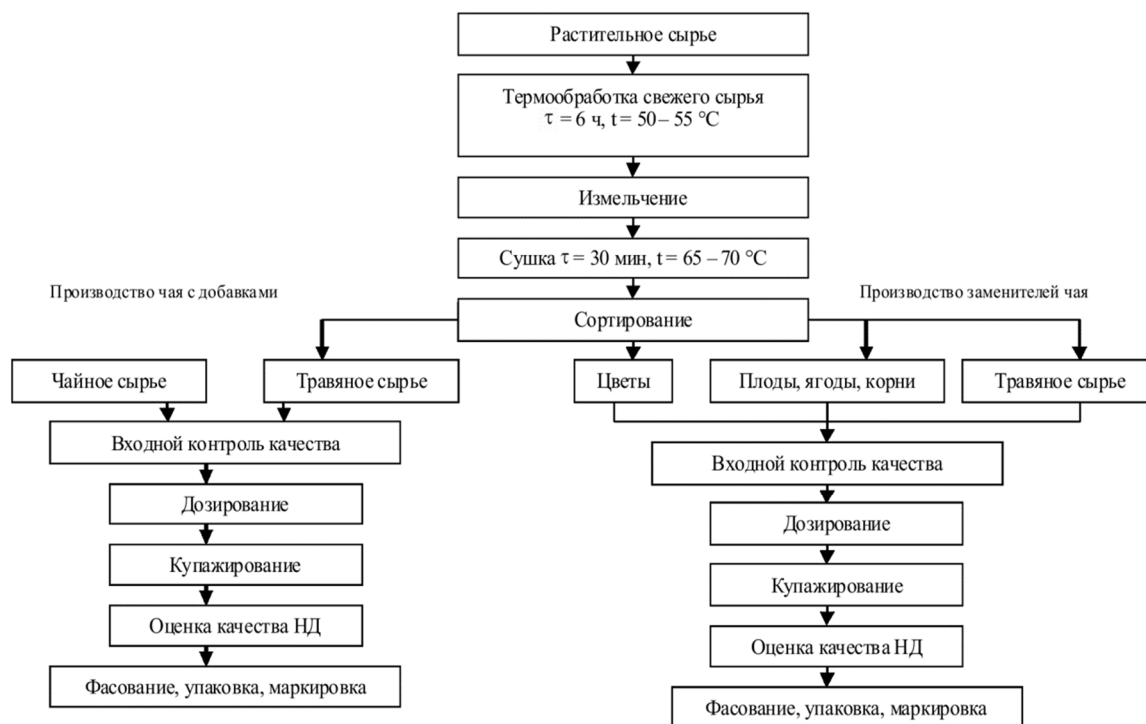 Растительное сырье
Термообработка свежего сырья
τ = 6 ч, t = 50 – 55 °C
Измельчение
Сушка τ = 30 мин, t = 65 – 70 °C
Производство чая с добавками
Производство заменителей чая
Сортирование
Чайное сырье
Травяное сырье
Цветы
Плоды, ягоды, корни
Травяное сырье
Входной контроль качества
Дозирование
Купажирование
Оценка качества НД
Фасование, упаковка, маркировка
Входной контроль качества
Дозирование
Купажирование
Оценка качества НД
Фасование, упаковка, маркировка